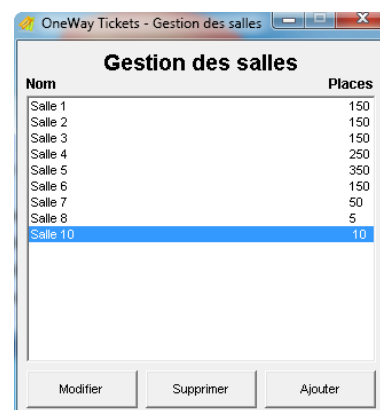 OneWay Tickets - Gestion des salles
Gestion des salles
Nom Places
Salle 1 150
Salle 2 150
Salle 3 150
Salle 4 250
Salle 5 350
Salle 6 150
Salle 7 50
Salle 8 5
Salle 10 10
Modifier Supprimer Ajouter